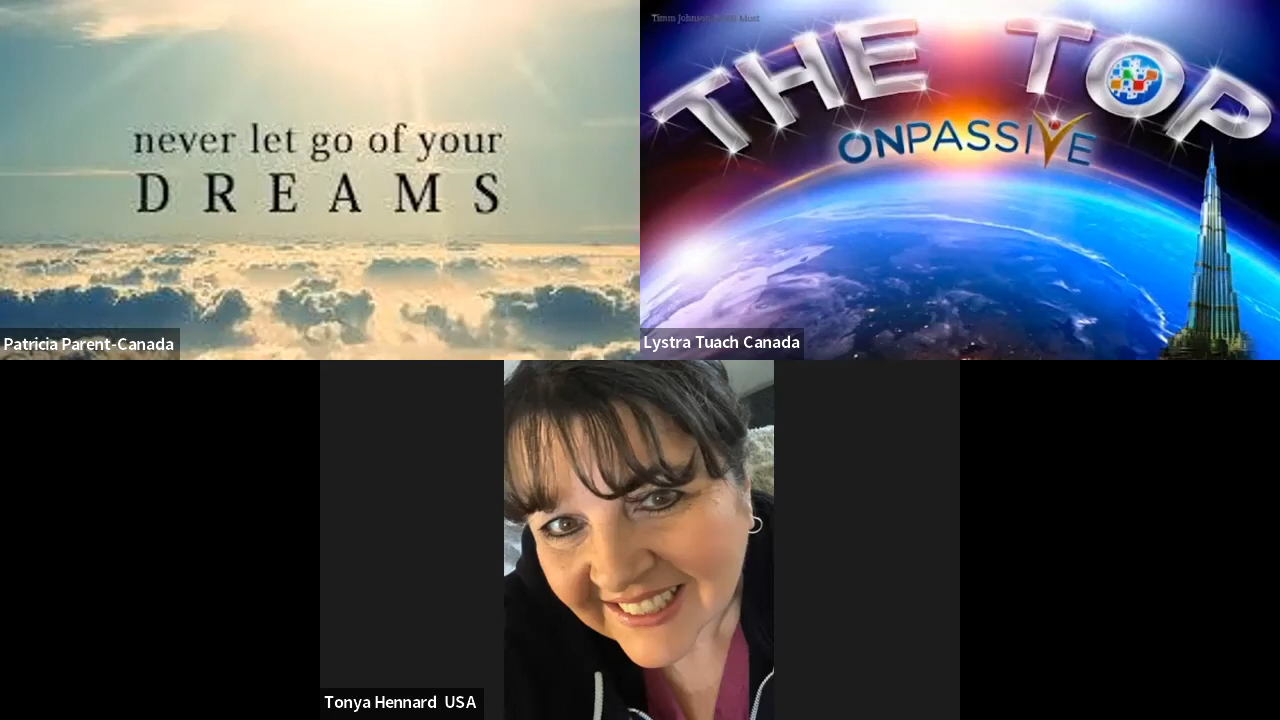 never let go of your
DREAMS
Patricia Parent-Canada
THE TOP
ONPASSIVE
Lystra Tuach Canada
Tonya Hennard USA